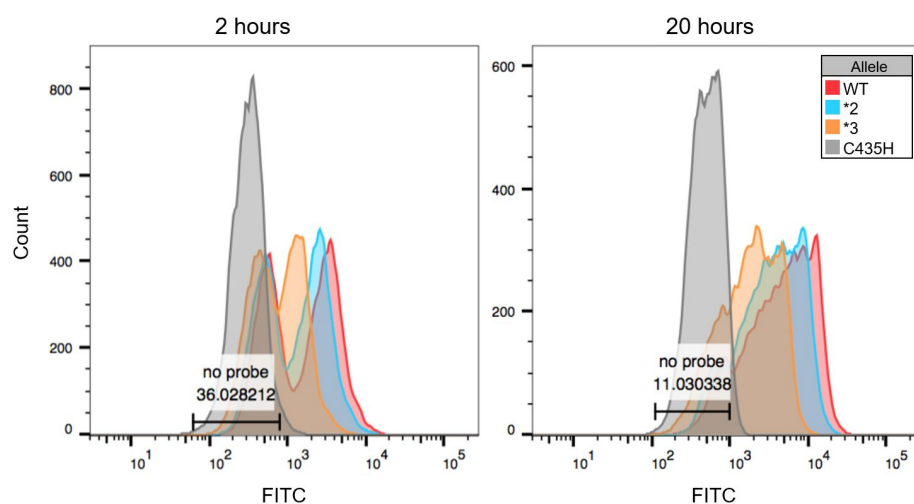 2 hours
20 hours
Count
800
600
400
200
0
no probe
36.028212
10¹
10²
10³
10⁴
10⁵
FITC
600
400
200
0
no probe
11.030338
10¹
10²
10³
10⁴
10⁵
FITC
Allele
WT
*2
*3
C435H